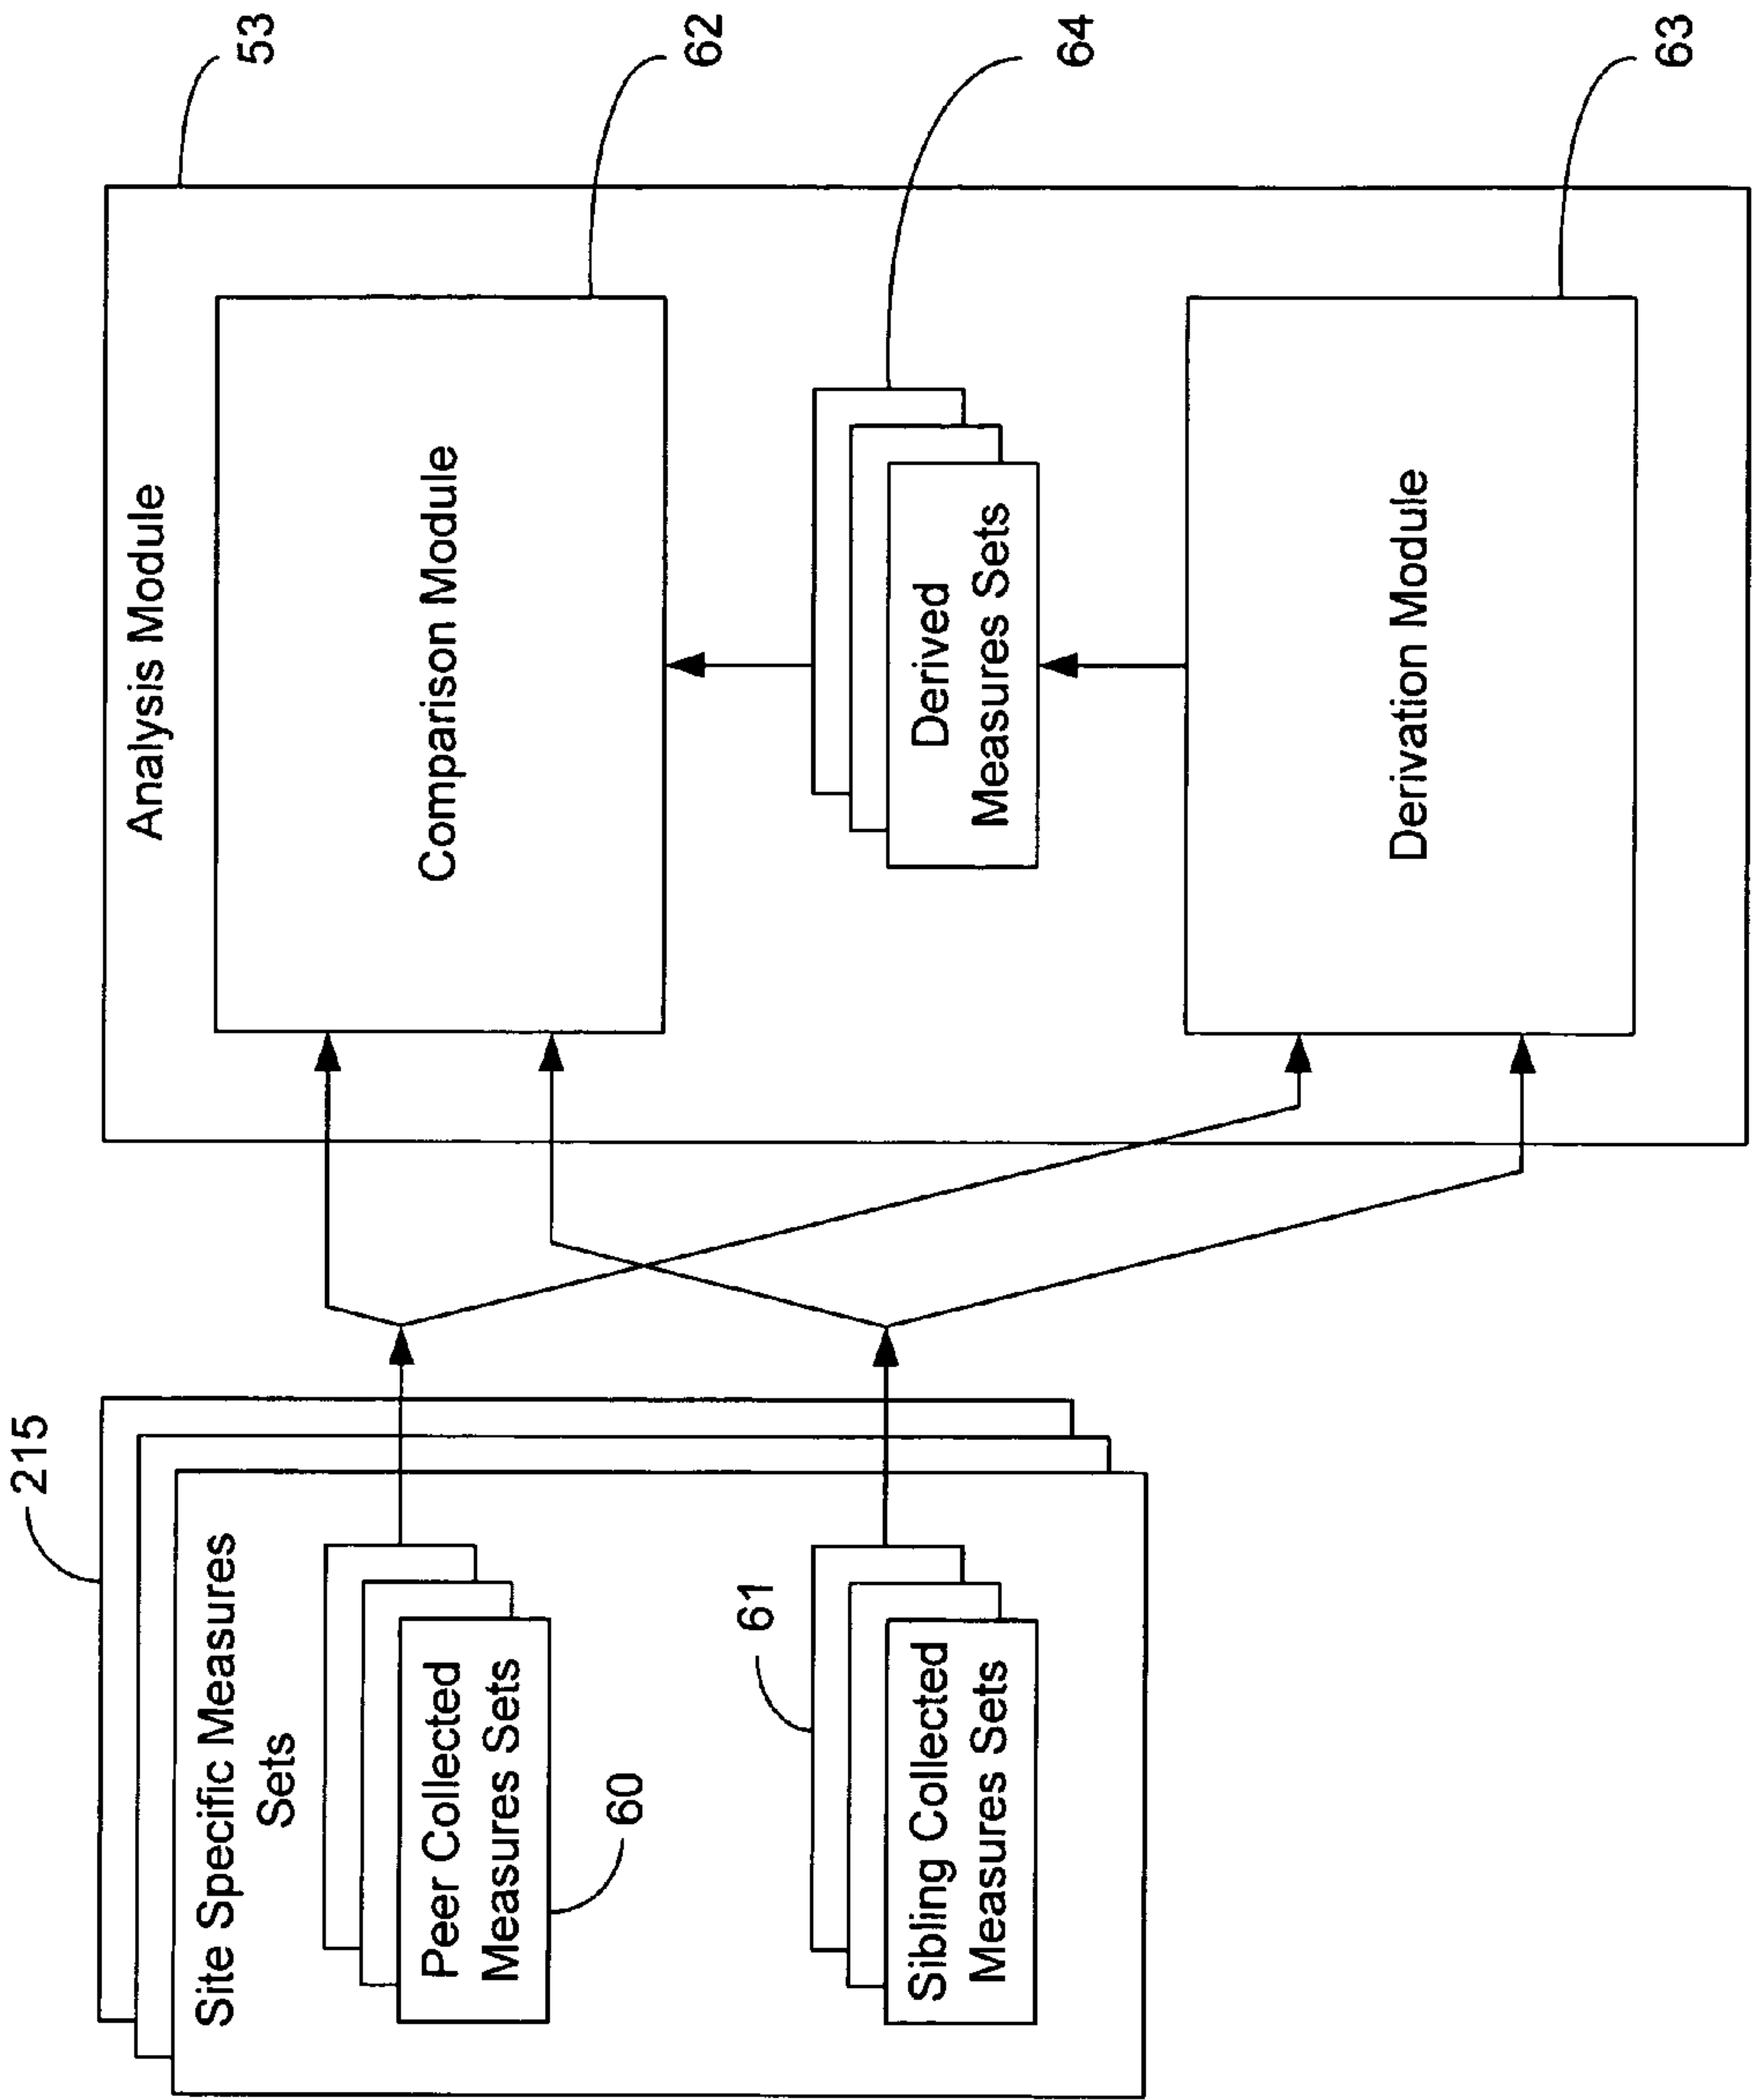 215
Site Specific Measures
Sets
Peer Collected
Measures Sets
60
61
Sibling Collected
Measures Sets
Analysis Module
53
Comparison Module
62
Derived
Measures Sets
64
Derivation Module
63